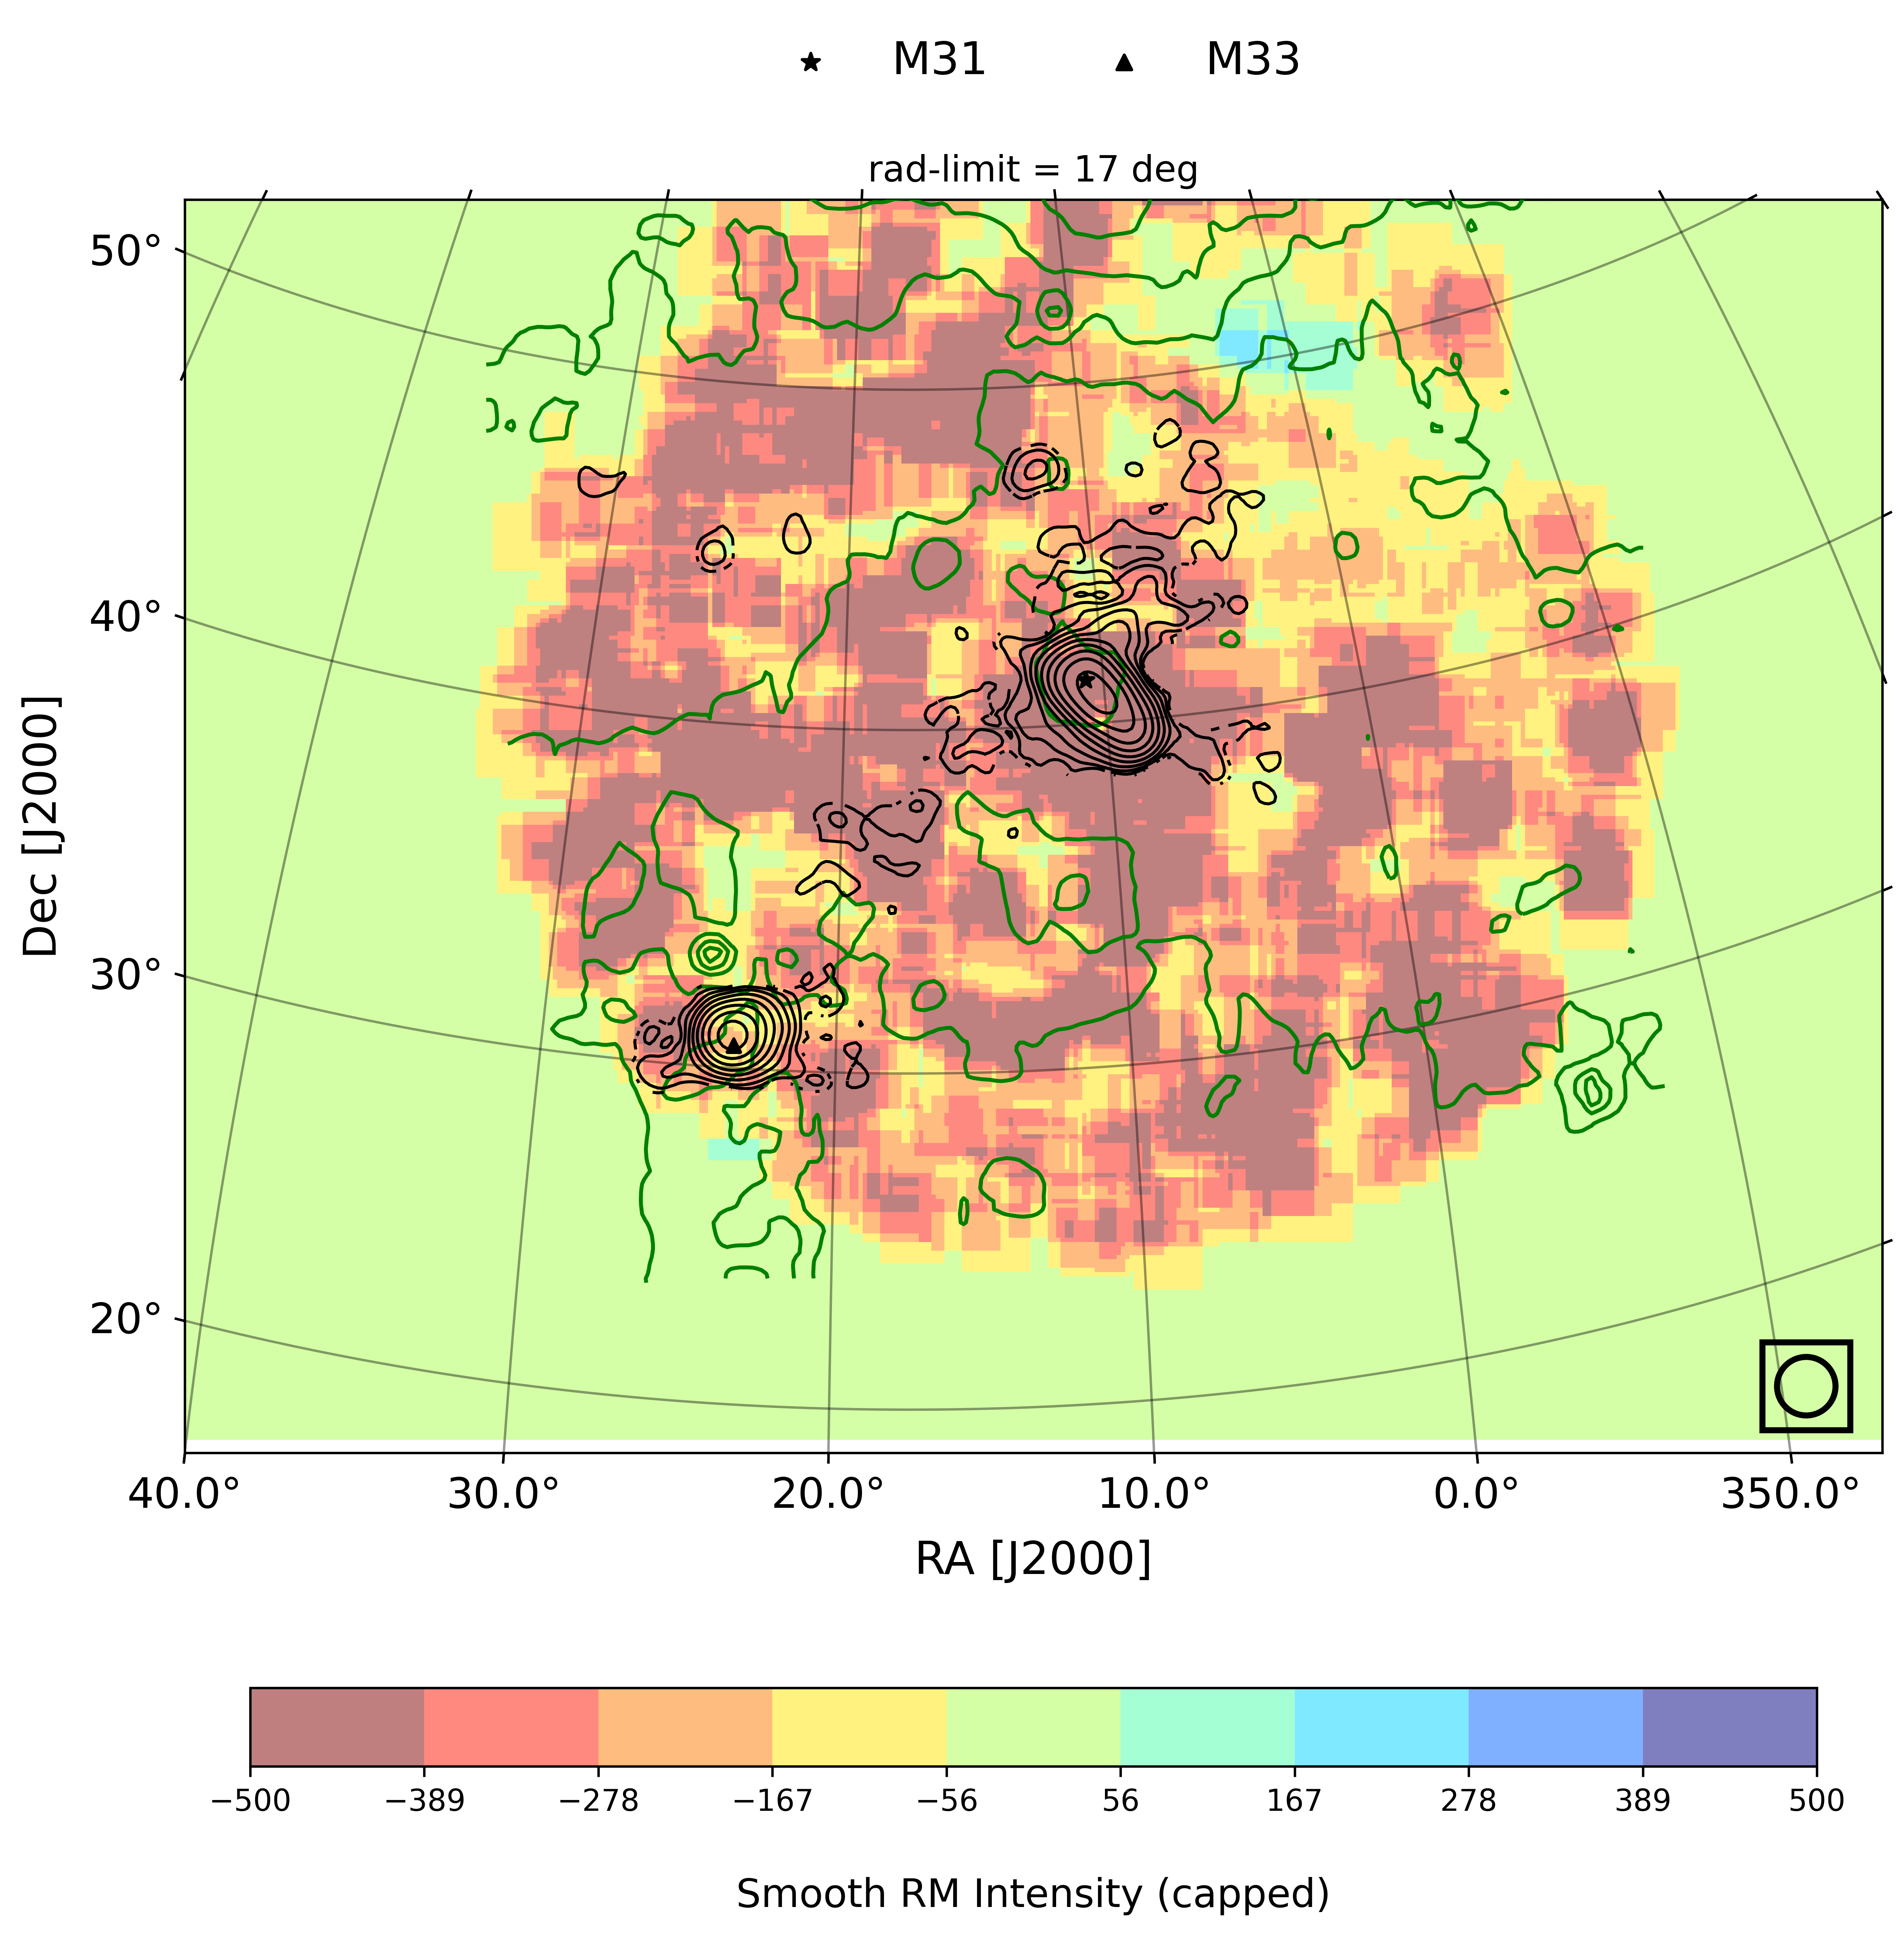 M31 M33
rad-limit = 17 deg
50°
40°
30°
20°
Dec [J2000]
40.0° 30.0° 20.0° 10.0° 0.0° 350.0°
RA [J2000]
−500 −389 −278 −167 −56 56 167 278 389 500
Smooth RM Intensity (capped)